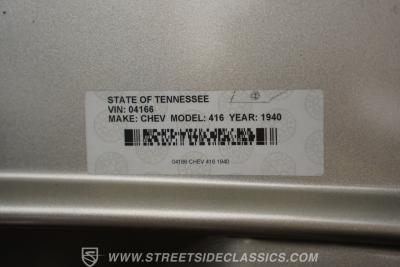 STATE OF TENNESSEE
VIN: 04166
MAKE: CHEV MODEL: 416 YEAR: 1940
04166 CHEV 416 1940
WWW.STREETSIDECLASSICS.COM